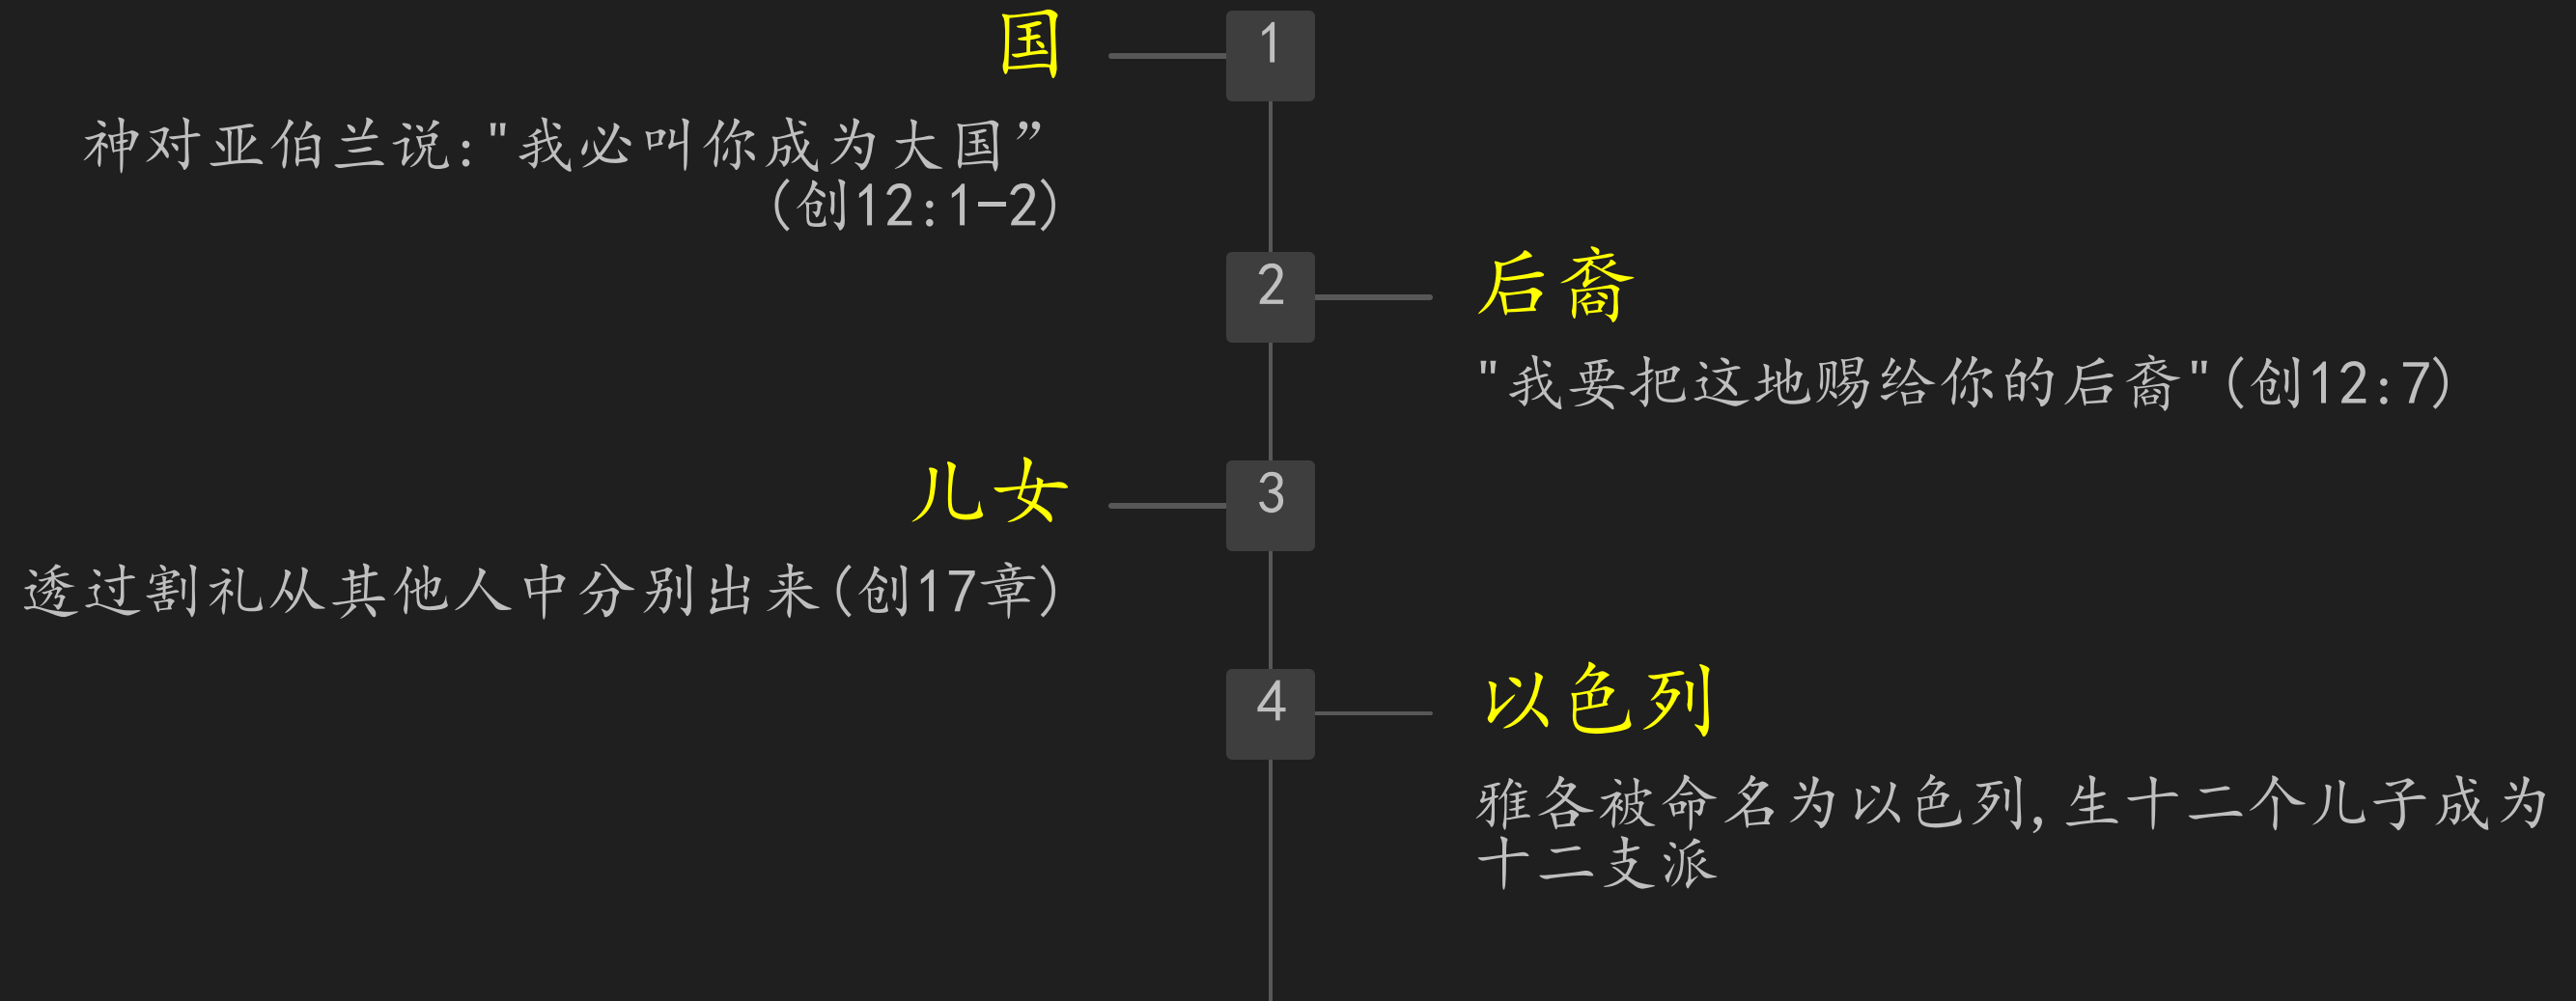 1
国
神对亚伯兰说:"我必叫你成为大国”
(创12:1-2)
2
后裔
"我要把这地赐给你的后裔"(创12:7)
3
儿女
透过割礼从其他人中分别出来(创17章)
4
以色列
雅各被命名为以色列,生十二个儿子成为
十二支派